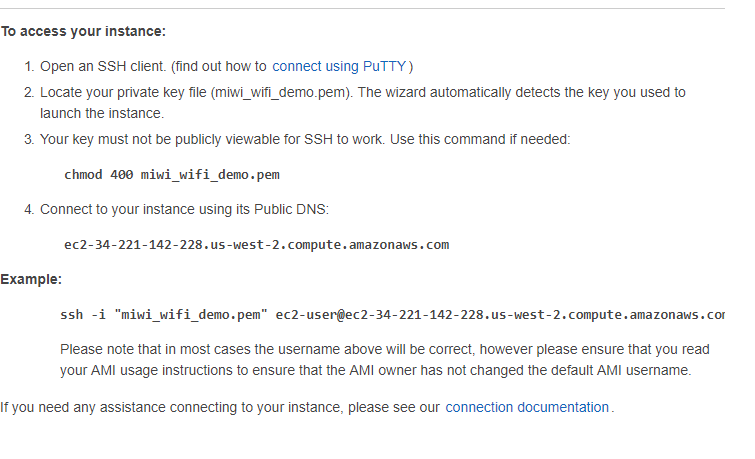 To access your instance:
1. Open an SSH client. (find out how to connect using PuTTY)
2. Locate your private key file (miwi_wifi_demo.pem). The wizard automatically detects the key you used to
launch the instance.
3. Your key must not be publicly viewable for SSH to work. Use this command if needed:
chmod 400 miwi_wifi_demo.pem
4. Connect to your instance using its Public DNS:
ec2-34-221-142-228.us-west-2.compute.amazonaws.com
Example:
ssh -i "miwi_wifi_demo.pem" ec2-user@ec2-34-221-142-228.us-west-2.compute.amazonaws.com
Please note that in most cases the username above will be correct, however please ensure that you read
your AMI usage instructions to ensure that the AMI owner has not changed the default AMI username.
If you need any assistance connecting to your instance, please see our connection documentation.